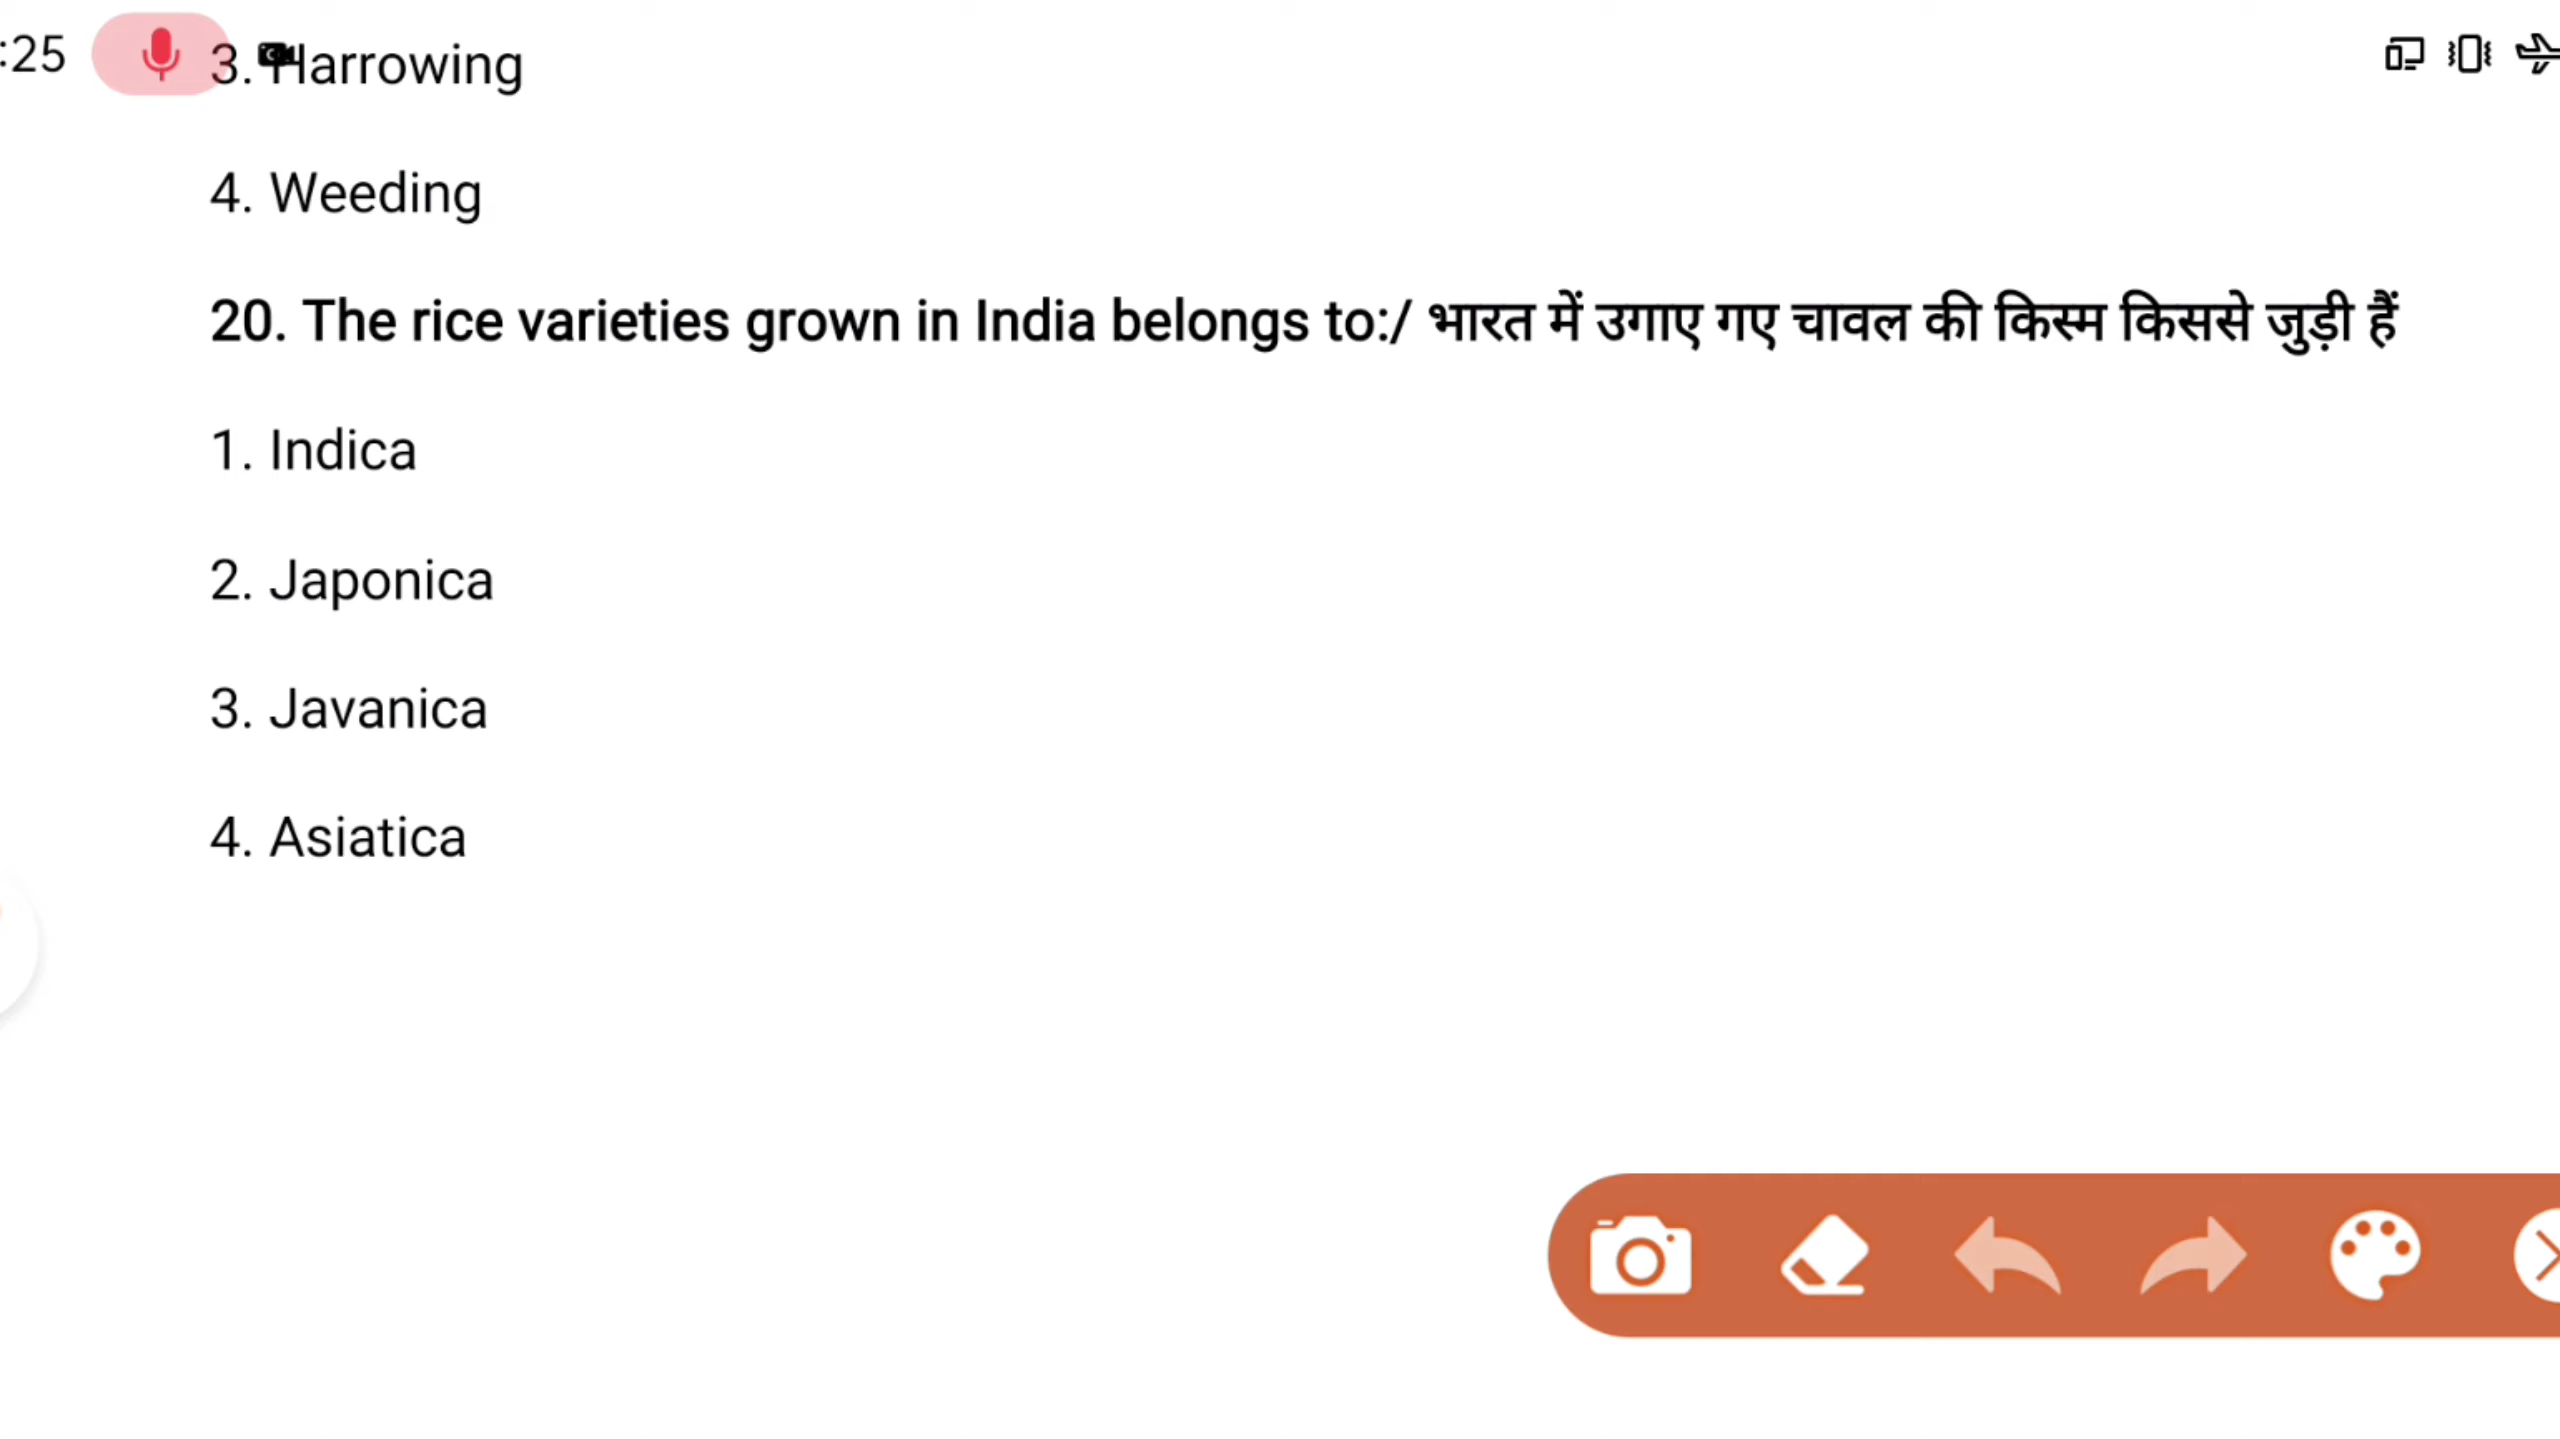 :25
3. Harrowing
4. Weeding
20. The rice varieties grown in India belongs to:/ भारत में उगाए गए चावल की किस्म किससे जुड़ी हैं
1. Indica
2. Japonica
3. Javanica
4. Asiatica